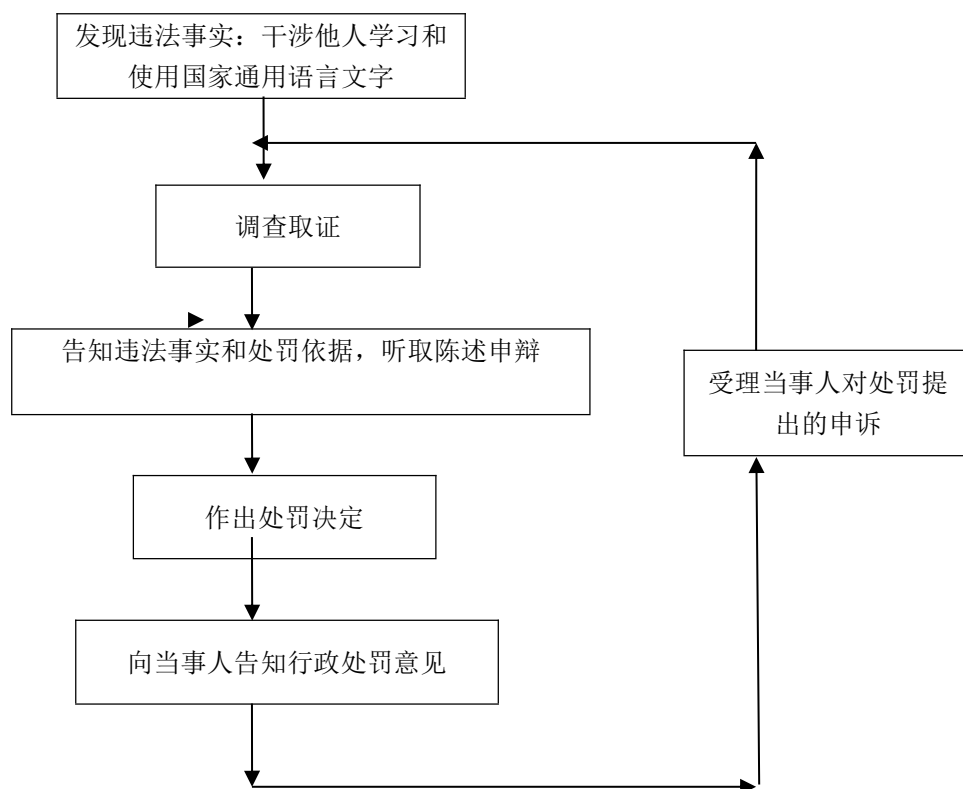 发现违法事实：干涉他人学习和
使用国家通用语言文字
调查取证
告知违法事实和处罚依据，听取陈述申辩
受理当事人对处罚提
出的申诉
作出处罚决定
向当事人告知行政处罚意见